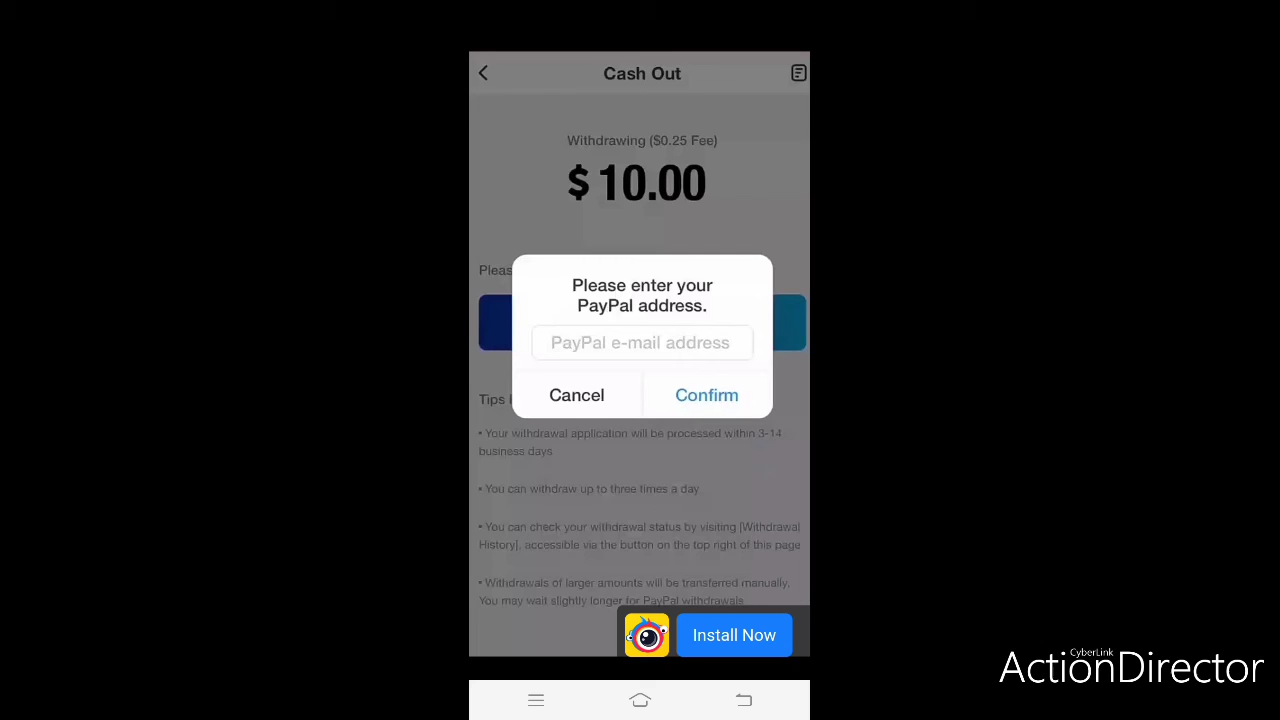 Cash Out
Withdrawing ($0.25 Fee)
$ 10.00
Pleas
Please enter your
PayPal address.
PayPal e-mail address
Cancel
Confirm
Tips
• Your withdrawal application will be processed within 3-14
business days
• You can withdraw up to three times a day
• You can check your withdrawal status by visiting [Withdrawal
History], accessible via the button on the top right of this page
• Withdrawals of larger amounts will be transferred manually.
You may wait slightly longer for PayPal withdrawals
Install Now
CyberLink
ActionDirector